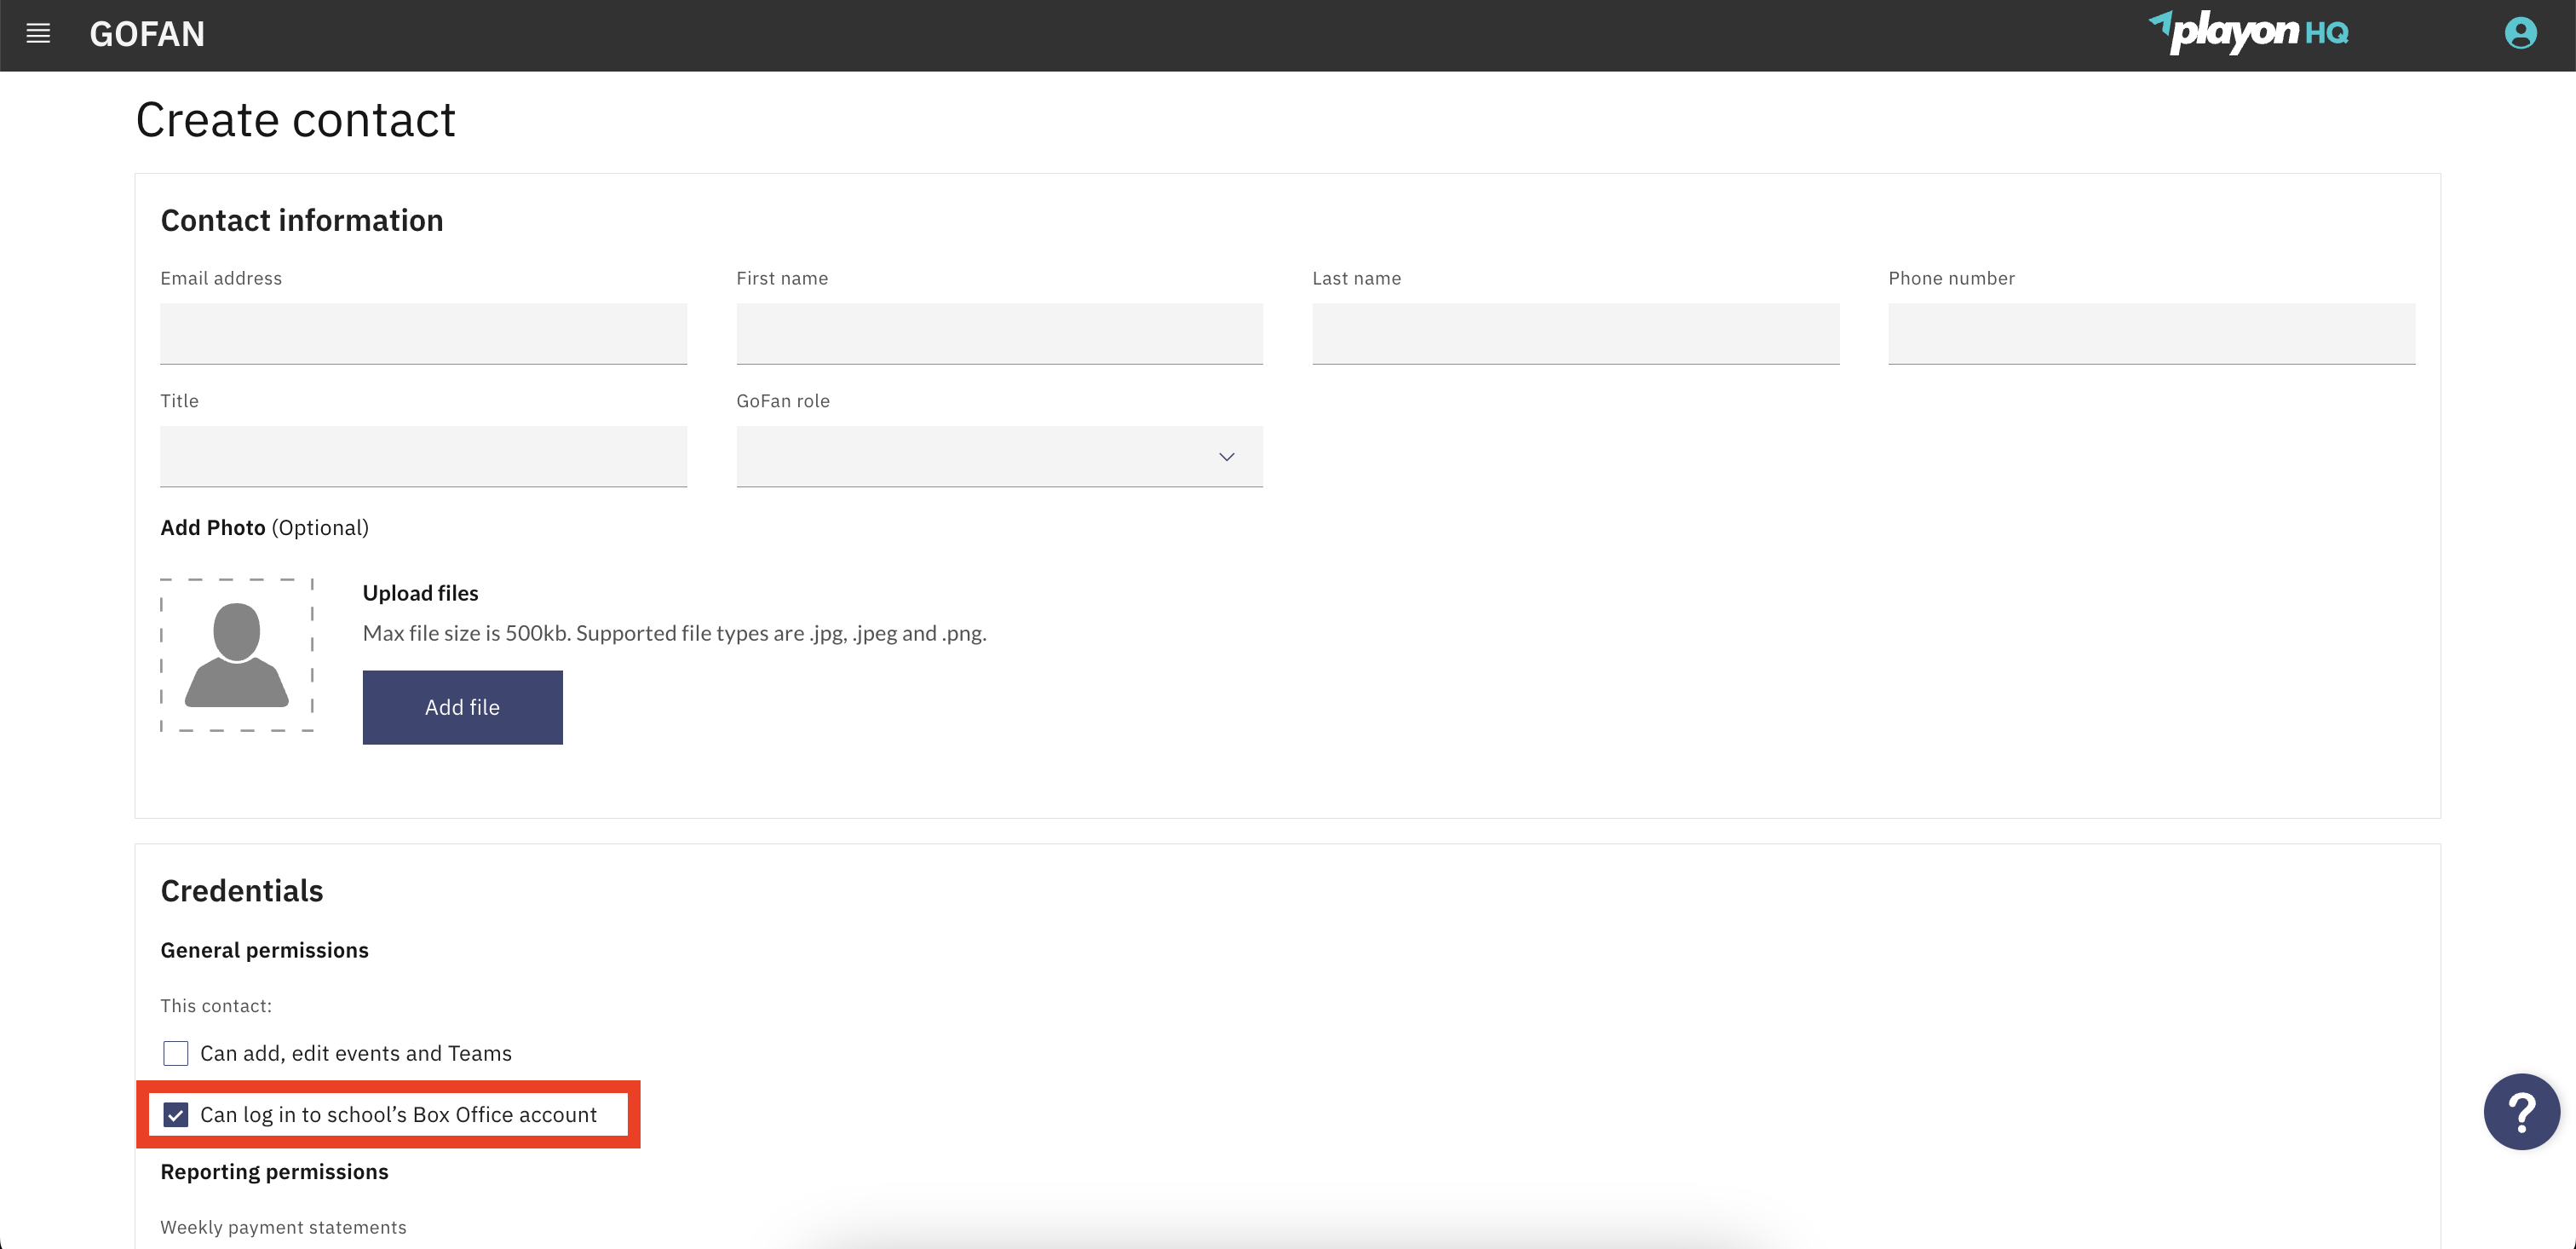 GOFAN
playon HQ
Create contact
Contact information
Email address
First name
Last name
Phone number
Title
GoFan role
Add Photo (Optional)
Upload files
Max file size is 500kb. Supported file types are .jpg, .jpeg and .png.
Add file
Credentials
General permissions
This contact:
Can add, edit events and Teams
Can log in to school’s Box Office account
?
Reporting permissions
Weekly payment statements